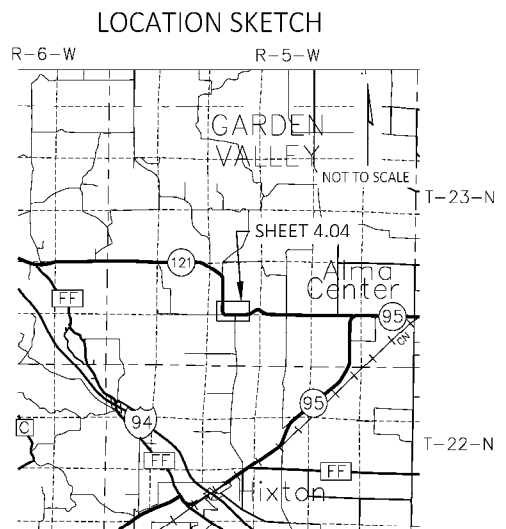 LOCATION SKETCH
R-6-W
R-5-W
GARDEN
VALLEY
NOT TO SCALE
T-23-N
SHEET 4.04
121
Alma
Center
FF
95
CN
95
94
C
T-22-N
FF
FF
Hixton